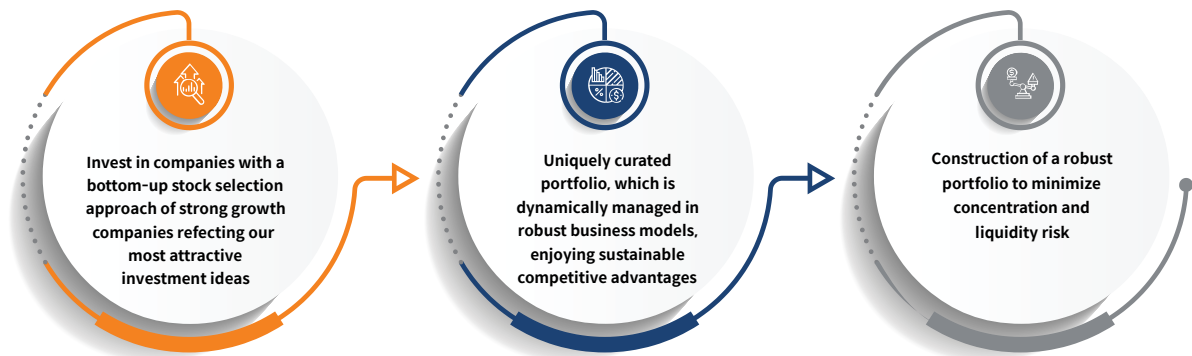 Invest in companies with a
bottom-up stock selection
approach of strong growth
companies refecting our
most attractive
investment ideas
Uniquely curated
portfolio, which is
dynamically managed in
robust business models,
enjoying sustainable
competitive advantages
Construction of a robust
portfolio to minimize
concentration and
liquidity risk